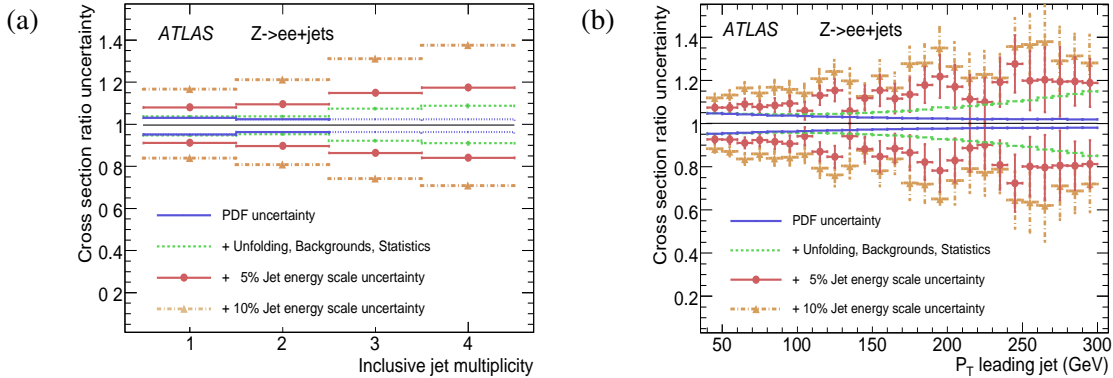 (a)
Cross section ratio uncertainty
ATLAS Z->ee+jets
1.4
1.2
1
0.8
0.6
0.4
0.2
PDF uncertainty
+ Unfolding, Backgrounds, Statistics
+ 5% Jet energy scale uncertainty
+ 10% Jet energy scale uncertainty
1 2 3 4
Inclusive jet multiplicity
(b)
Cross section ratio uncertainty
ATLAS Z->ee+jets
1.4
1.2
1
0.8
0.6
0.4
0.2
PDF uncertainty
+ Unfolding, Backgrounds, Statistics
+ 5% Jet energy scale uncertainty
+ 10% Jet energy scale uncertainty
50 100 150 200 250 300
P_T leading jet (GeV)